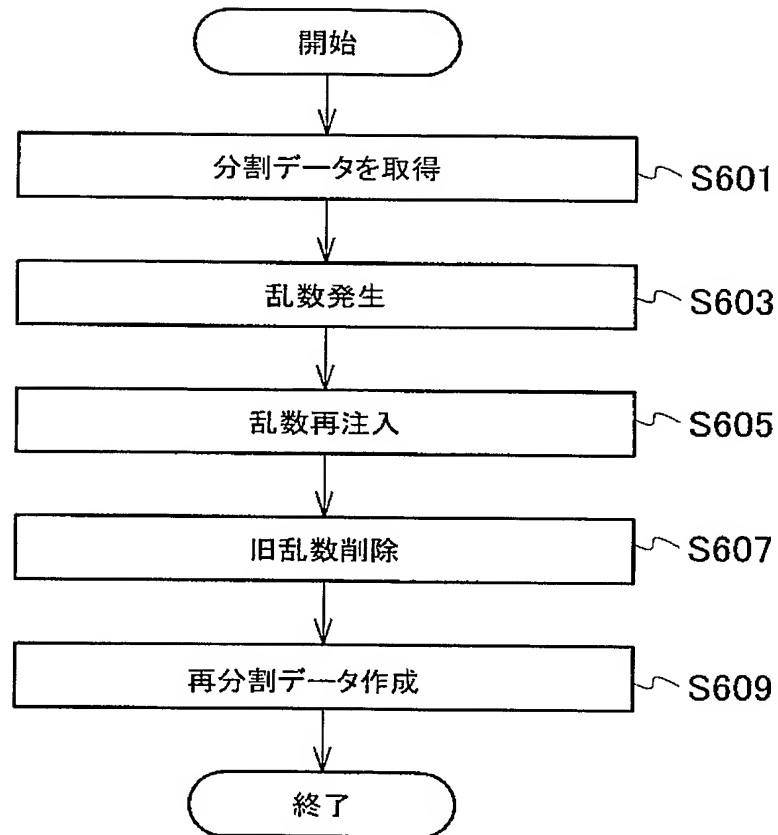 開始
分割データを取得
S601
乱数発生
S603
乱数再注入
S605
旧乱数削除
S607
再分割データ作成
S609
終了